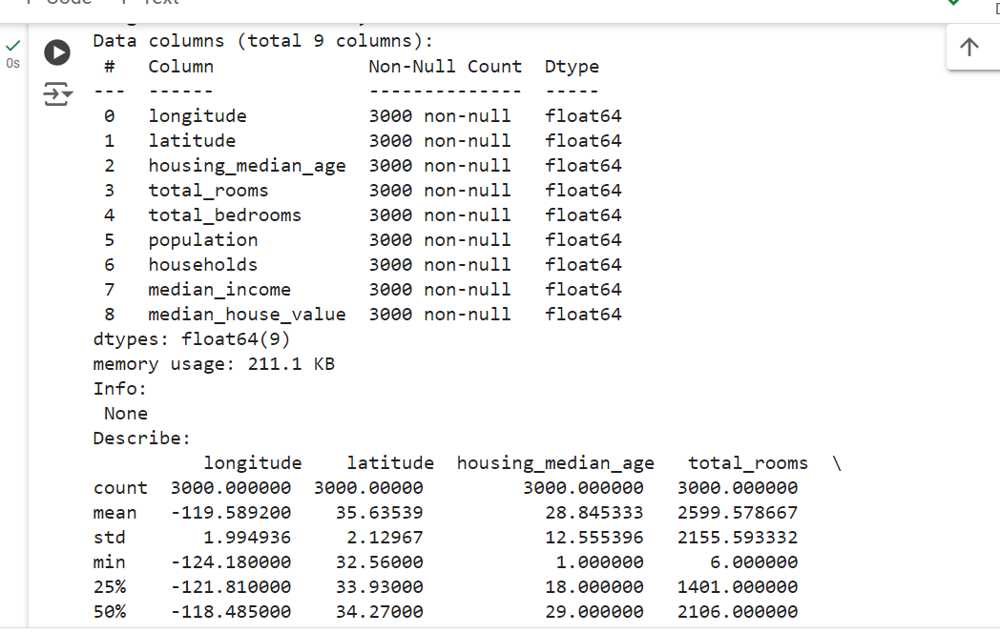 + Code + Text
Data columns (total 9 columns):
0s
# Column Non-Null Count Dtype
--- ------ -------------- -----
0 longitude 3000 non-null float64
1 latitude 3000 non-null float64
2 housing_median_age 3000 non-null float64
3 total_rooms 3000 non-null float64
4 total_bedrooms 3000 non-null float64
5 population 3000 non-null float64
6 households 3000 non-null float64
7 median_income 3000 non-null float64
8 median_house_value 3000 non-null float64
dtypes: float64(9)
memory usage: 211.1 KB
Info:
None
Describe:
longitude latitude housing_median_age total_rooms \
count 3000.000000 3000.00000 3000.000000 3000.000000
mean -119.589200 35.63539 28.845333 2599.578667
std 1.994936 2.12967 12.555396 2155.593332
min -124.180000 32.56000 1.000000 6.000000
25% -121.810000 33.93000 18.000000 1401.000000
50% -118.485000 34.27000 29.000000 2106.000000